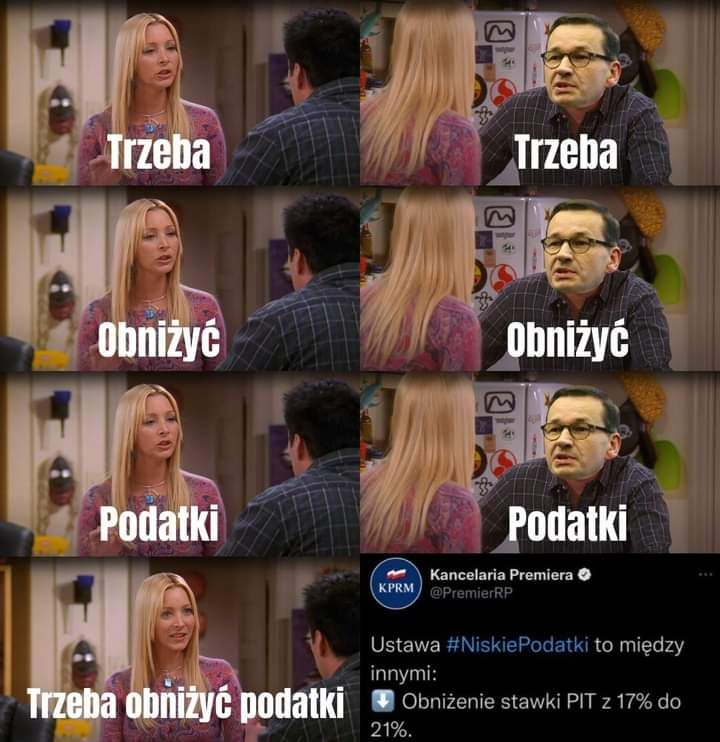 Trzeba
Trzeba
Obniżyć
Obniżyć
Podatki
Podatki
Trzeba obniżyć podatki
KPRM
Kancelaria Premiera
@PremierRP
Ustawa #NiskiePodatki to między
innymi:
⬇️ Obniżenie stawki PIT z 17% do
21%.